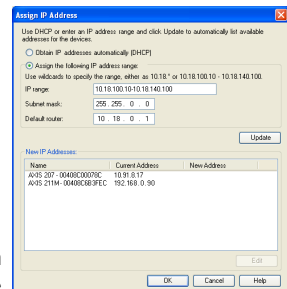 Assign IP Address
Use DHCP or enter an IP address range and click Update to automatically list available
addresses for the devices.
Obtain IP addresses automatically (DHCP)
Assign the following IP address range:
Use wildcards to specify the range, either as 10.18.* or 10.18.100.10 - 10.18.140.100.
IP range: 10.18.100.10-10.18.140.100
Subnet mask: 255 . 255 . 0 . 0
Default router: 10 . 18 . 0 . 1
Update
New IP Addresses:
Name Current Address New Address
AXIS 207 - 00408C00078C 10.91.8.17
AXIS 211M - 00408C6B3FEC 192.168.0.90
Edit
OK Cancel Help